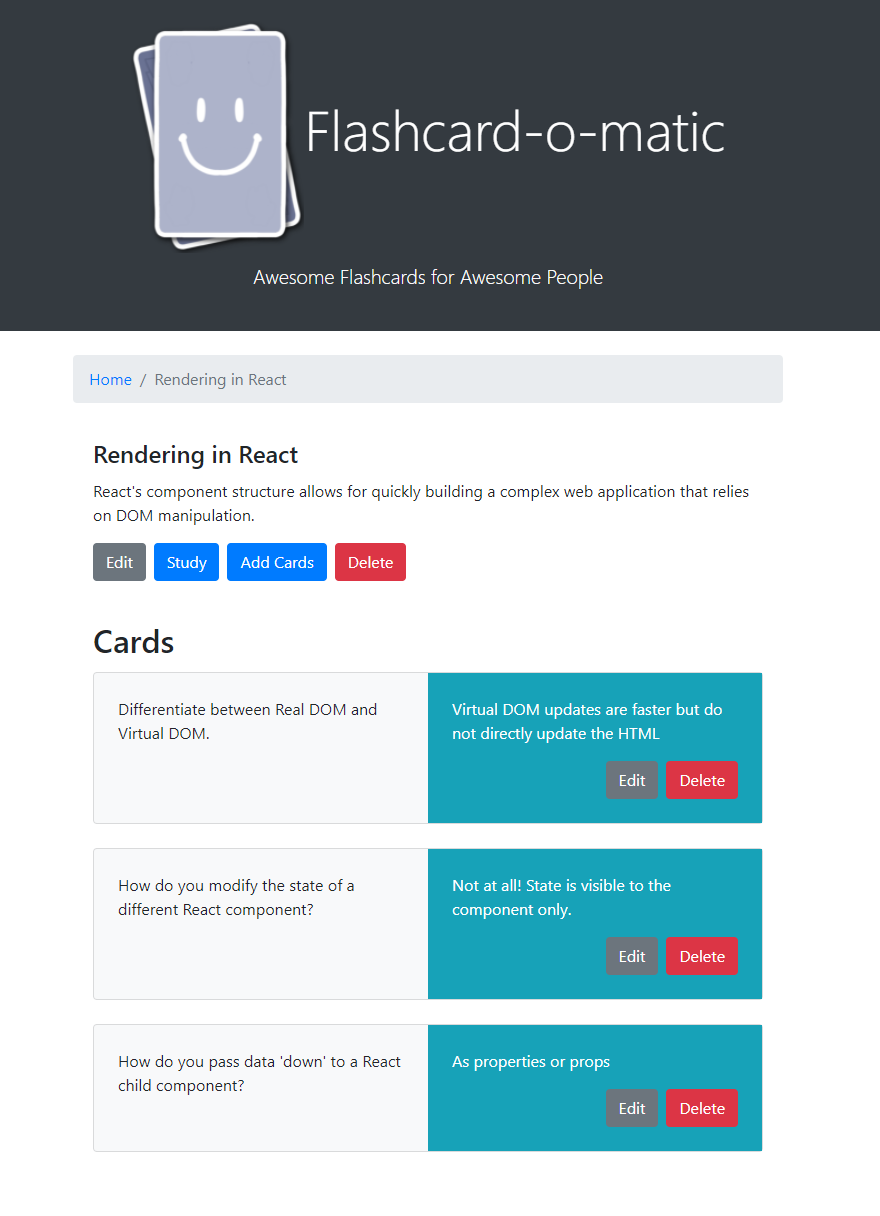 Flashcard-o-matic
Awesome Flashcards for Awesome People
Home / Rendering in React
Rendering in React
React's component structure allows for quickly building a complex web application that relies
on DOM manipulation.
Edit Study Add Cards Delete
Cards
Differentiate between Real DOM and
Virtual DOM.
Virtual DOM updates are faster but do
not directly update the HTML
Edit Delete
How do you modify the state of a
different React component?
Not at all! State is visible to the
component only.
Edit Delete
How do you pass data 'down' to a React
child component?
As properties or props
Edit Delete